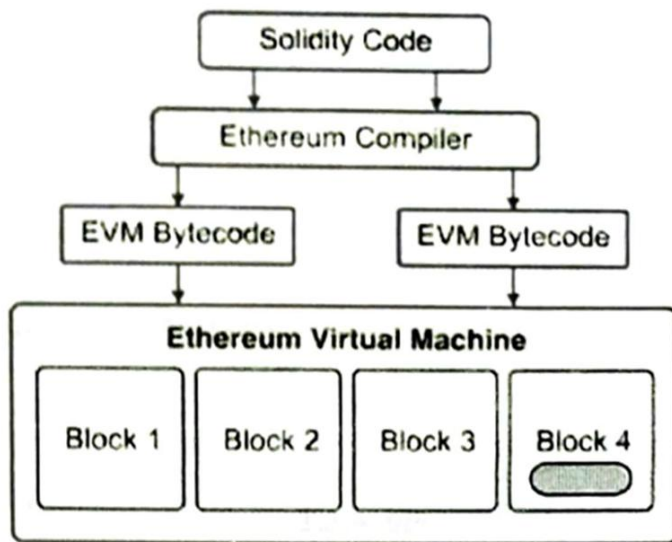 Solidity Code
Ethereum Compiler
EVM Bytecode
EVM Bytecode
Ethereum Virtual Machine
Block 1
Block 2
Block 3
Block 4